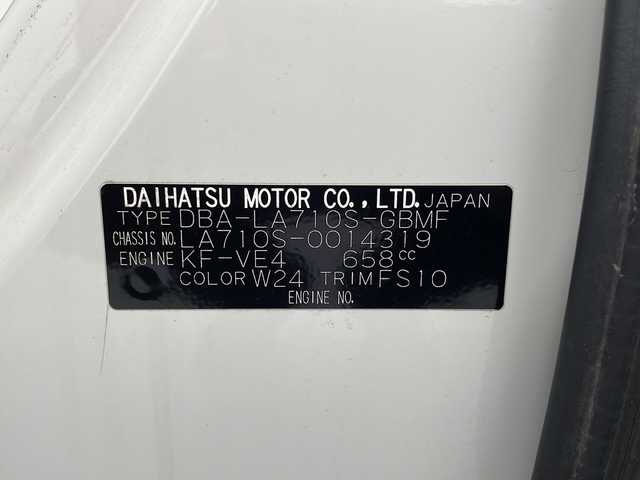 DAIHATSU MOTOR CO.,LTD. JAPAN
TYPE DBA-LA710S-GBMF
CHASSIS NO. LA710S-0014319
ENGINE KF-VE4 658cc
COLOR W24 TRIM FS10
ENGINE NO.